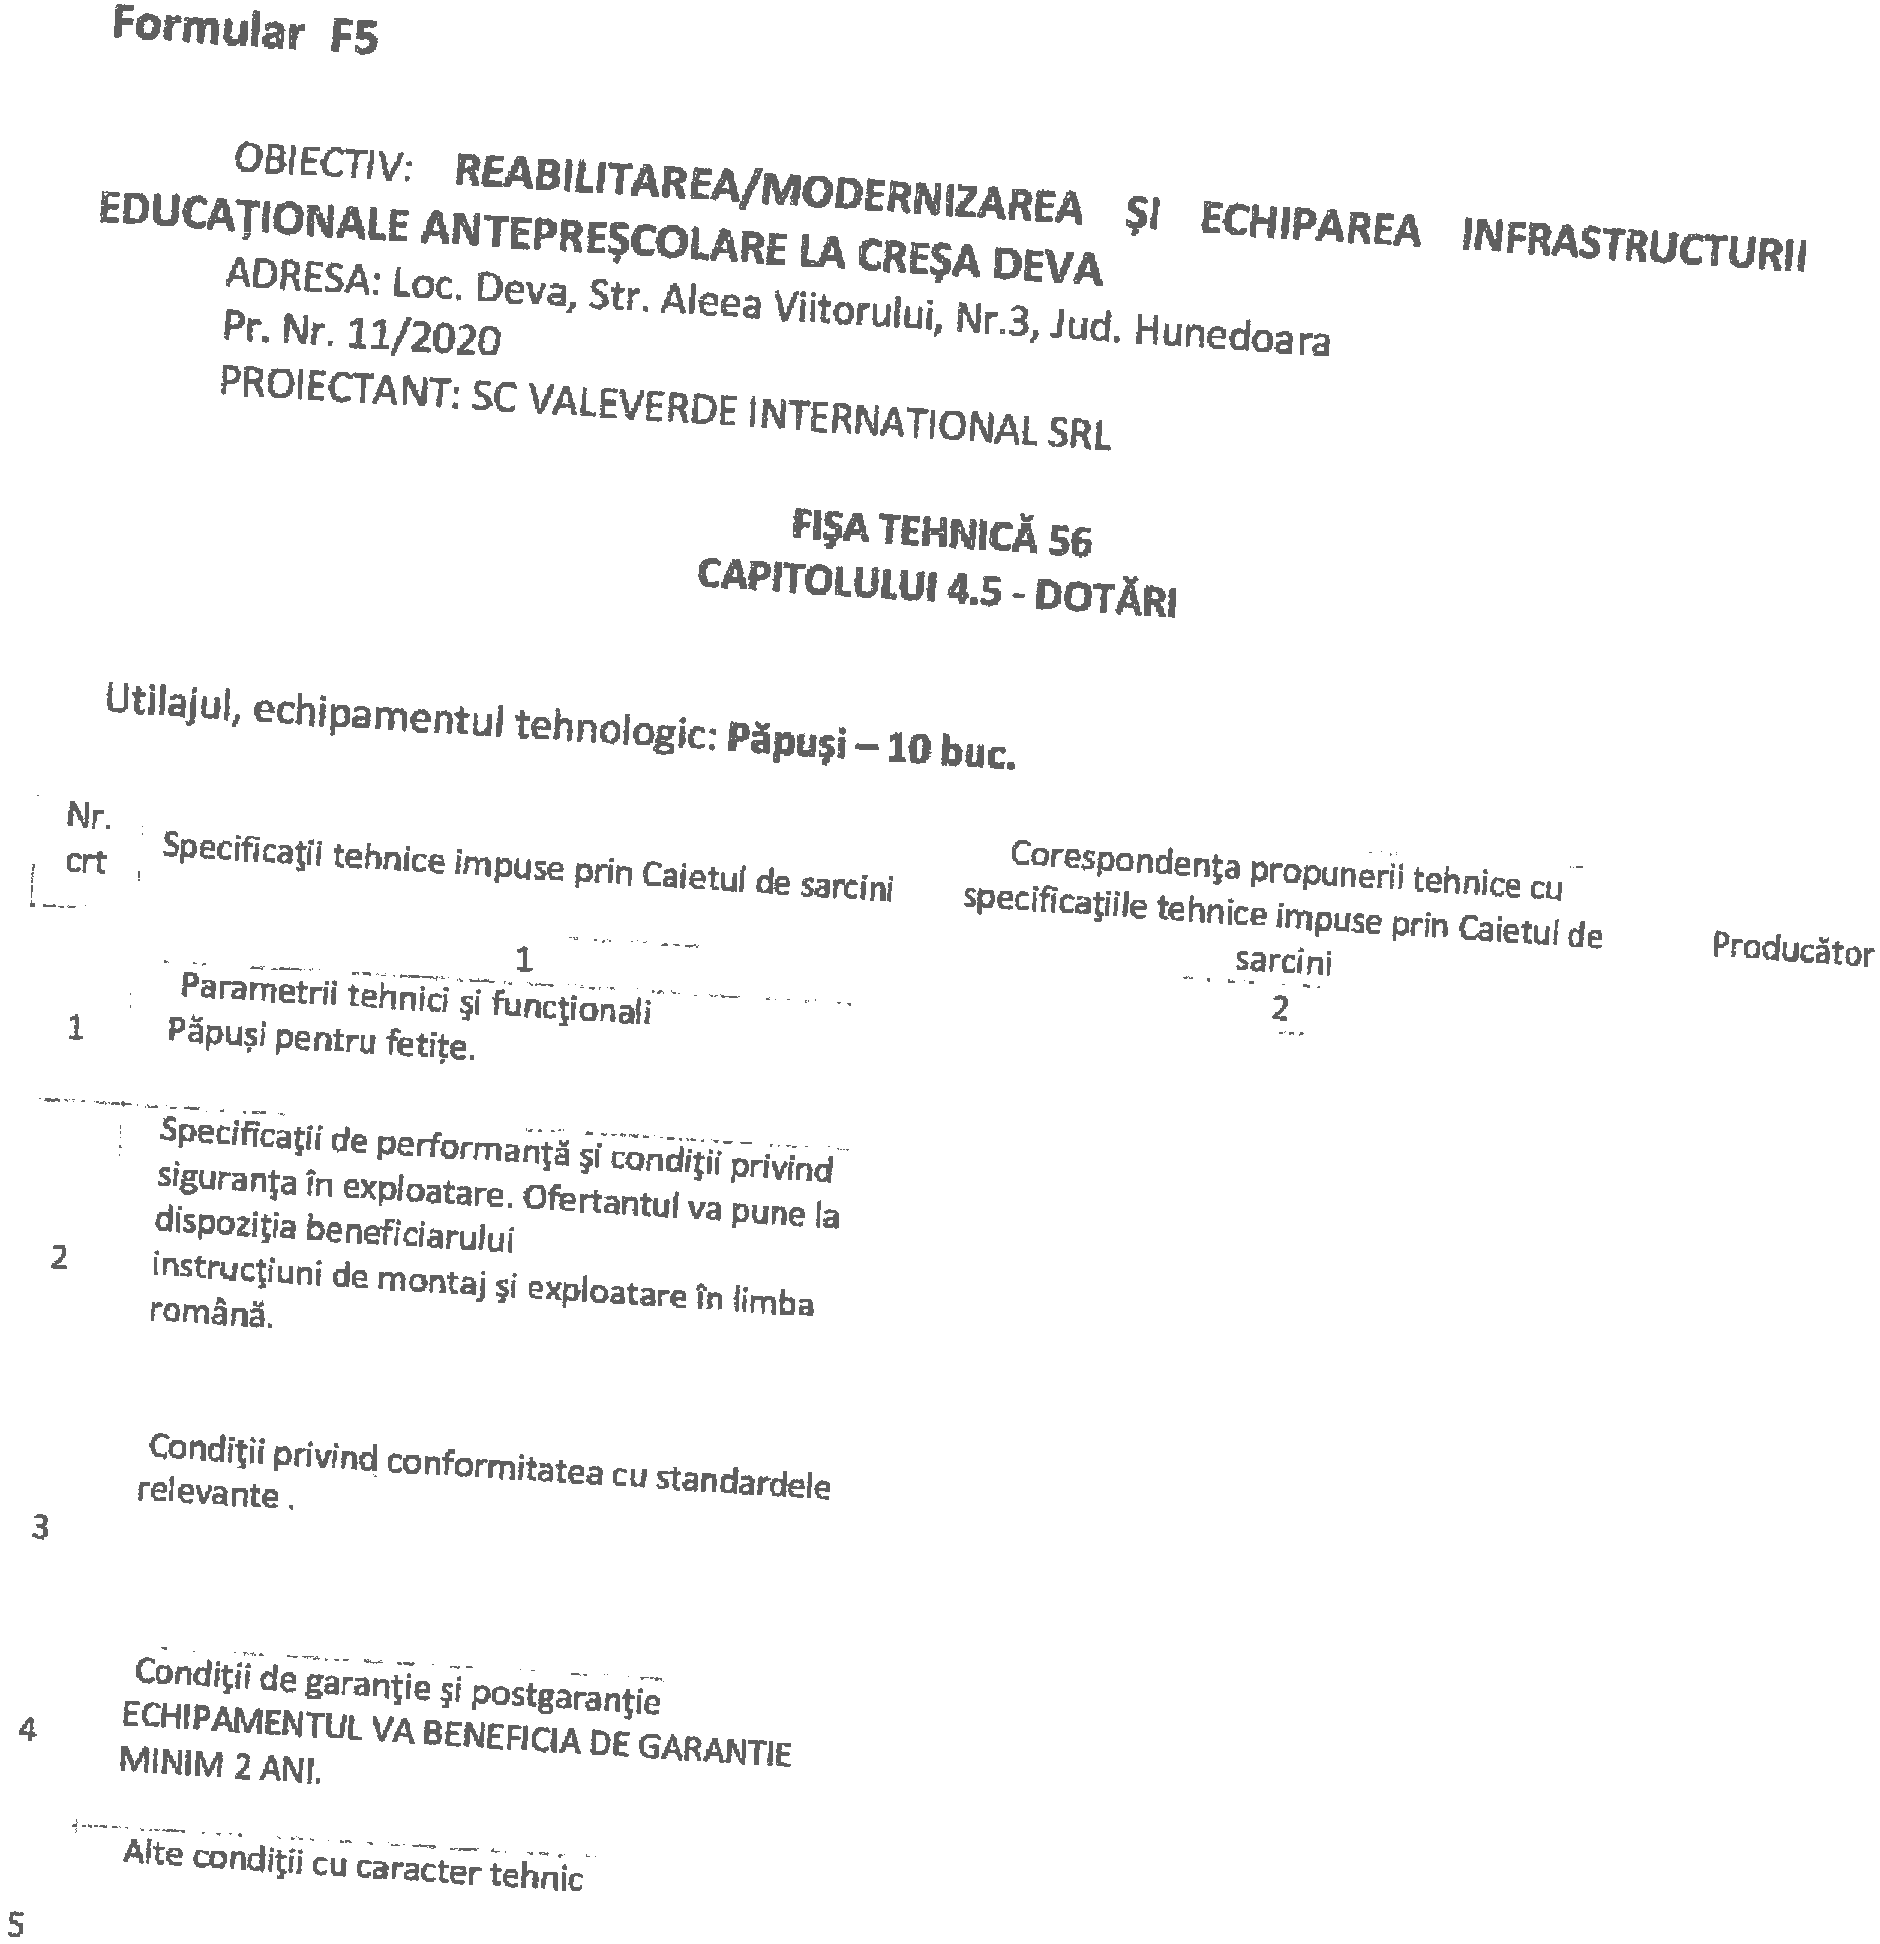 Formular F5
OBIECTIV: REABILITAREA/MODERNIZAREA ŞI ECHIPAREA INFRASTRUCTURII
EDUCAŢIONALE ANTEPREŞCOLARE LA CREŞA DEVA
ADRESA: Loc. Deva, Str. Aleea Viitorului, Nr.3, Jud. Hunedoara
Pr. Nr. 11/2020
PROIECTANT: SC VALEVERDE INTERNATIONAL SRL
FIŞA TEHNICĂ 56
CAPITOLULUI 4.5 - DOTĂRI
Utilajul, echipamentul tehnologic: Păpuși – 10 buc.
Nr.
crt
Specificaţii tehnice impuse prin Caietul de sarcini
Corespondenţa propunerii tehnice cu
specificaţiile tehnice impuse prin Caietul de
sarcini
Producător
1
2
1
Parametrii tehnici şi funcţionali
Păpuși pentru fetițe.
2
Specificaţii de performanţă şi condiţii privind
siguranţa în exploatare. Ofertantul va pune la
dispoziţia beneficiarului
instrucţiuni de montaj şi exploatare în limba
română.
3
Condiţii privind conformitatea cu standardele
relevante .
4
Condiţii de garanţie şi postgaranţie
ECHIPAMENTUL VA BENEFICIA DE GARANTIE
MINIM 2 ANI.
5
Alte condiţii cu caracter tehnic